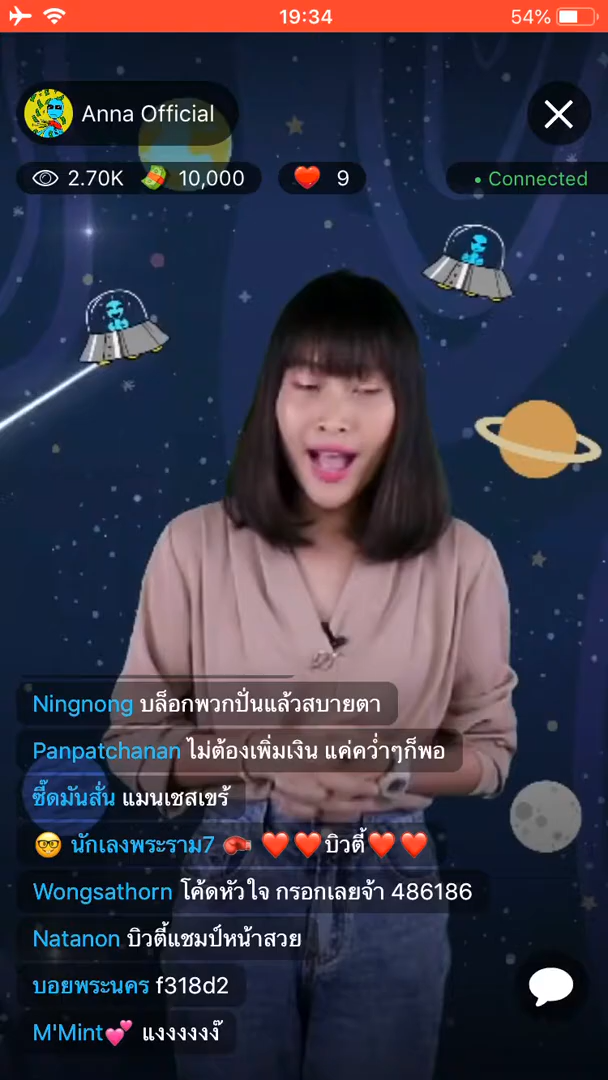 19:34
54%
Anna Official
2.70K 10,000 9
• Connected
Ningnong บล็อกพวกปั่นแล้วสบายตา
Panpatchanan ไม่ต้องเพิ่มเงิน แค่คว่ำๆก็พอ
ซี๊ดมันสั่น แมนเชสเขร้
🤓 นักเลงพระราม7 🥊 ❤️❤️บิวตี้❤️❤️
Wongsathorn โค้ดหัวใจ กรอกเลยจ้า 486186
Natanon บิวตี้แชมป์หน้าสวย
บอยพระนคร f318d2
M'Mint💕 แงงงงงงงั๊